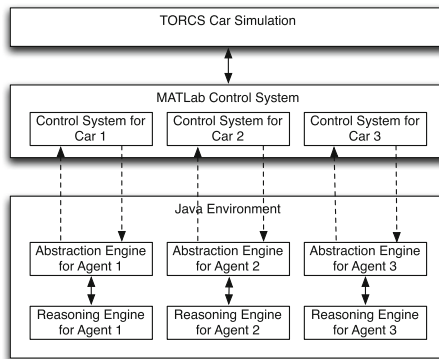 TORCS Car Simulation
MATLab Control System
Control System for Car 1
Control System for Car 2
Control System for Car 3
Java Environment
Abstraction Engine for Agent 1
Abstraction Engine for Agent 2
Abstraction Engine for Agent 3
Reasoning Engine for Agent 1
Reasoning Engine for Agent 2
Reasoning Engine for Agent 3